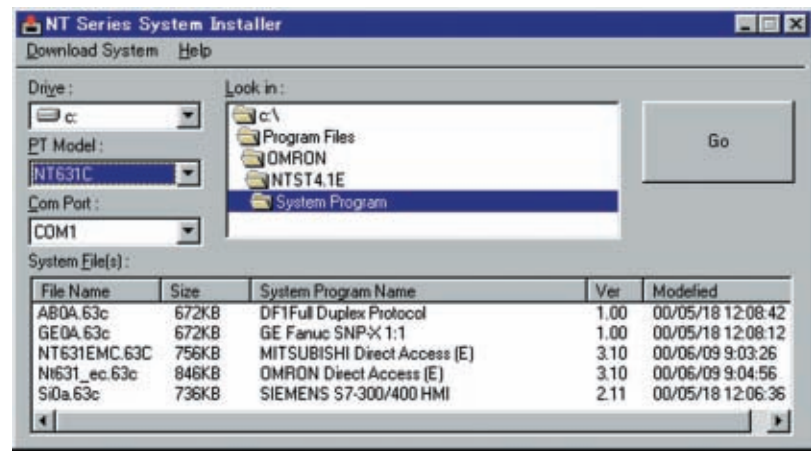 NT Series System Installer
Download System Help
Drive :
c:
PT Model :
NT631C
Com Port :
COM1
Look in :
c:\
Program Files
OMRON
NTST4.1E
System Program
Go
System File(s) :
File Name Size System Program Name Ver Modefied
AB0A.63c 672KB DF1Full Duplex Protocol 1.00 00/05/18 12:08:42
GE0A.63c 672KB GE Fanuc SNP-X 1:1 1.00 00/05/18 12:08:12
NT631EMC.63C 756KB MITSUBISHI Direct Access (E) 3.10 00/06/09 9:03:26
Nt631_ec.63c 846KB OMRON Direct Access (E) 3.10 00/06/09 9:04:56
Si0a.63c 736KB SIEMENS S7-300/400 HMI 2.11 00/05/18 12:06:36